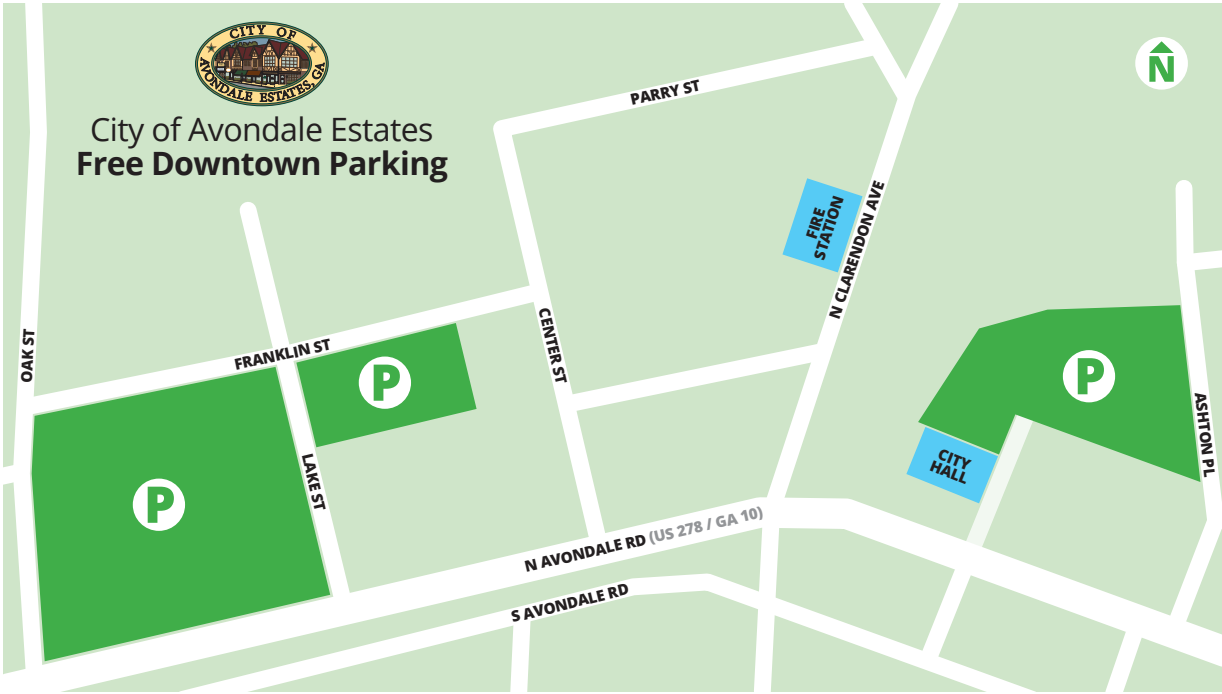 CITY OF
AVONDALE ESTATES, GA
City of Avondale Estates
Free Downtown Parking
N
PARRY ST
FIRE
STATION
N CLARENDON AVE
OAK ST
FRANKLIN ST
P
CENTER ST
P
ASHTON PL
LAKE ST
CITY
HALL
P
N AVONDALE RD (US 278 / GA 10)
S AVONDALE RD